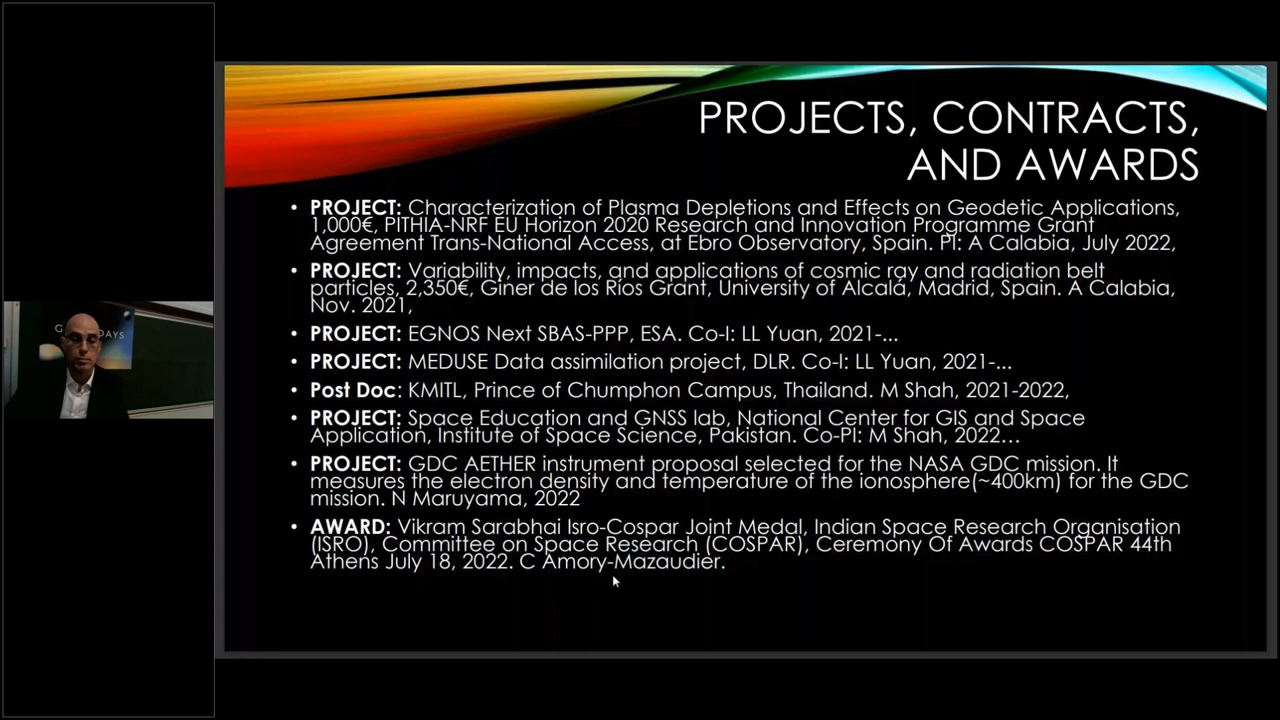 PROJECTS, CONTRACTS,
AND AWARDS
• PROJECT: Characterization of Plasma Depletions and Effects on Geodetic Applications,
1,000€, PITHIA-NRF EU Horizon 2020 Research and Innovation Programme Grant
Agreement Trans-National Access, at Ebro Observatory, Spain. PI: A Calabia, July 2022,
• PROJECT: Variability, impacts, and applications of cosmic ray and radiation belt
particles, 2,350€, Giner de los Ríos Grant, University of Alcalá, Madrid, Spain. A Calabia,
Nov. 2021,
• PROJECT: EGNOS Next SBAS-PPP, ESA. Co-I: LL Yuan, 2021-...
• PROJECT: MEDUSE Data assimilation project, DLR. Co-I: LL Yuan, 2021-...
• Post Doc: KMITL, Prince of Chumphon Campus, Thailand. M Shah, 2021-2022,
• PROJECT: Space Education and GNSS lab, National Center for GIS and Space
Application, Institute of Space Science, Pakistan. Co-PI: M Shah, 2022…
• PROJECT: GDC AETHER instrument proposal selected for the NASA GDC mission. It
measures the electron density and temperature of the ionosphere(~400km) for the GDC
mission. N Maruyama, 2022
• AWARD: Vikram Sarabhai Isro-Cospar Joint Medal, Indian Space Research Organisation
(ISRO), Committee on Space Research (COSPAR), Ceremony Of Awards COSPAR 44th
Athens July 18, 2022. C Amory-Mazaudier.